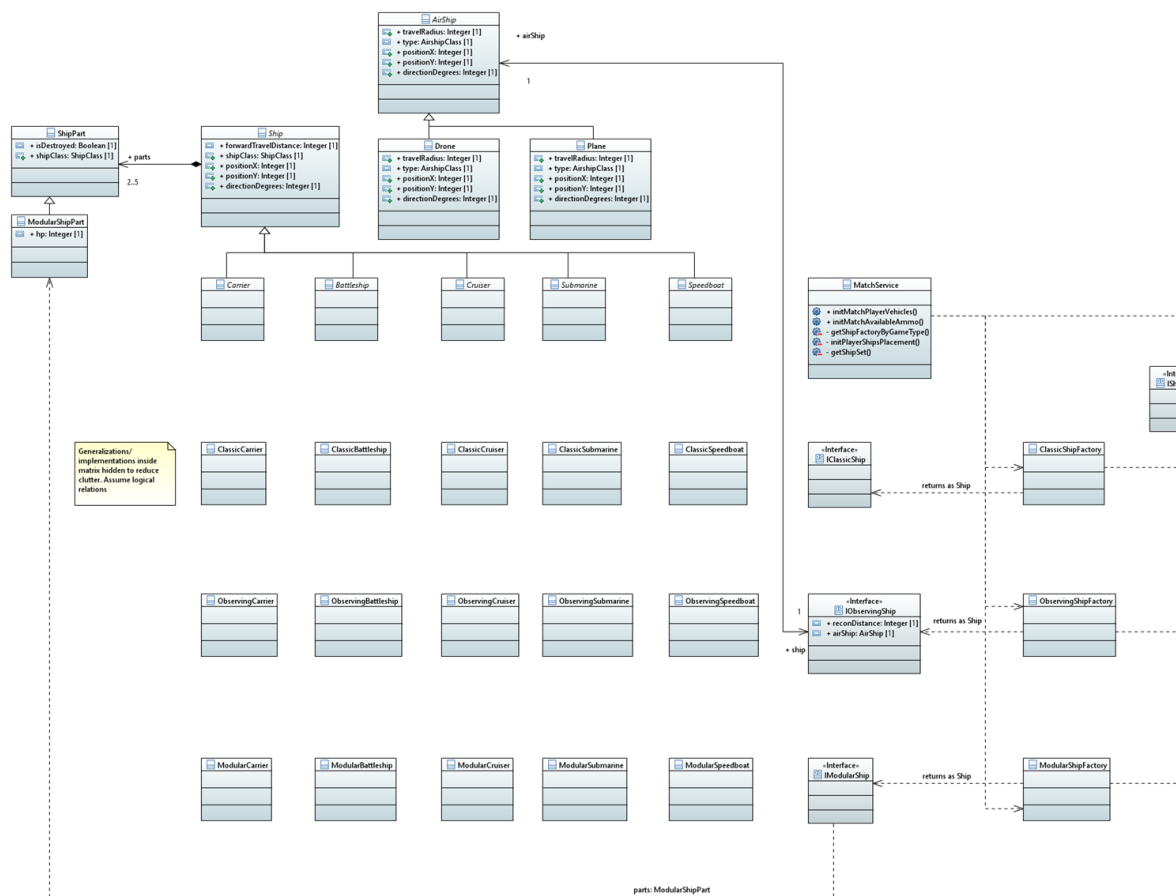 AirShip
+ travelRadius: Integer [1]
+ type: AirshipClass [1]
+ positionX: Integer [1]
+ positionY: Integer [1]
+ directionDegrees: Integer [1]
+ airShip
1
ShipPart
+ isDestroyed: Boolean [1]
+ shipClass: ShipClass [1]
+ parts
2..5
Ship
+ forwardTravelDistance: Integer [1]
+ shipClass: ShipClass [1]
+ positionX: Integer [1]
+ positionY: Integer [1]
+ directionDegrees: Integer [1]
Drone
+ travelRadius: Integer [1]
+ type: AirshipClass [1]
+ positionX: Integer [1]
+ positionY: Integer [1]
+ directionDegrees: Integer [1]
Plane
+ travelRadius: Integer [1]
+ type: AirshipClass [1]
+ positionX: Integer [1]
+ positionY: Integer [1]
+ directionDegrees: Integer [1]
ModularShipPart
+ hp: Integer [1]
Carrier
Battleship
Cruiser
Submarine
Speedboat
MatchService
+ initMatchPlayerVehicles()
+ initMatchAvailableAmmo()
- getShipFactoryByGameType()
- initPlayerShipsPlacement()
- getShipSet()
«Inte
ISh
Generalizations/
implementations inside
matrix hidden to reduce
clutter. Assume logical
relations
ClassicCarrier
ClassicBattleship
ClassicCruiser
ClassicSubmarine
ClassicSpeedboat
«Interface»
IClassicShip
returns as Ship
ClassicShipFactory
ObservingCarrier
ObservingBattleship
ObservingCruiser
ObservingSubmarine
ObservingSpeedboat
1
+ ship
«Interface»
IObservingShip
+ reconDistance: Integer [1]
+ airShip: AirShip [1]
returns as Ship
ObservingShipFactory
ModularCarrier
ModularBattleship
ModularCruiser
ModularSubmarine
ModularSpeedboat
«Interface»
IModularShip
returns as Ship
ModularShipFactory
parts: ModularShipPart